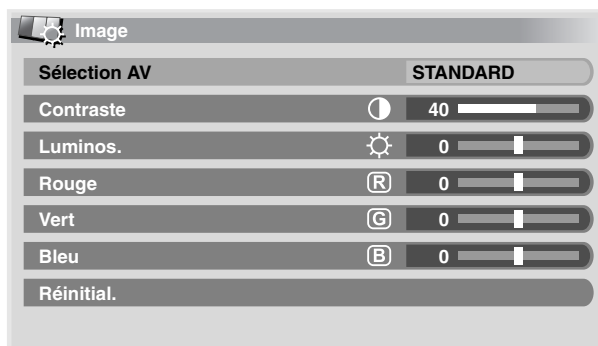 Image
Sélection AV STANDARD
Contraste 40
Luminos. 0
Rouge R 0
Vert G 0
Bleu B 0
Réinitial.